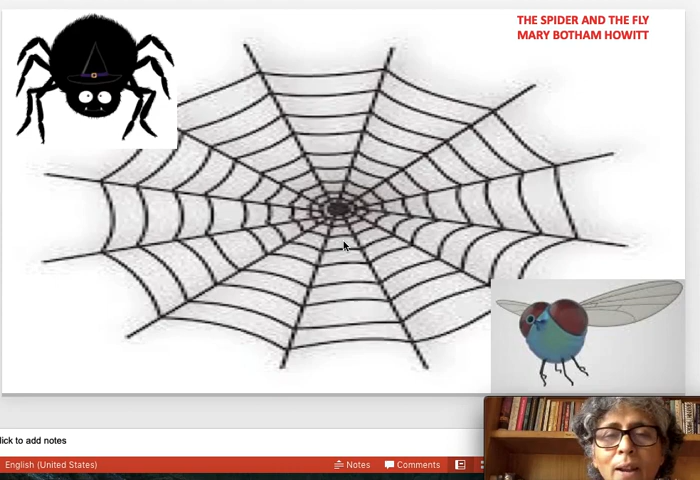 THE SPIDER AND THE FLY
MARY BOTHAM HOWITT
lick to add notes
English (United States)
Notes
Comments